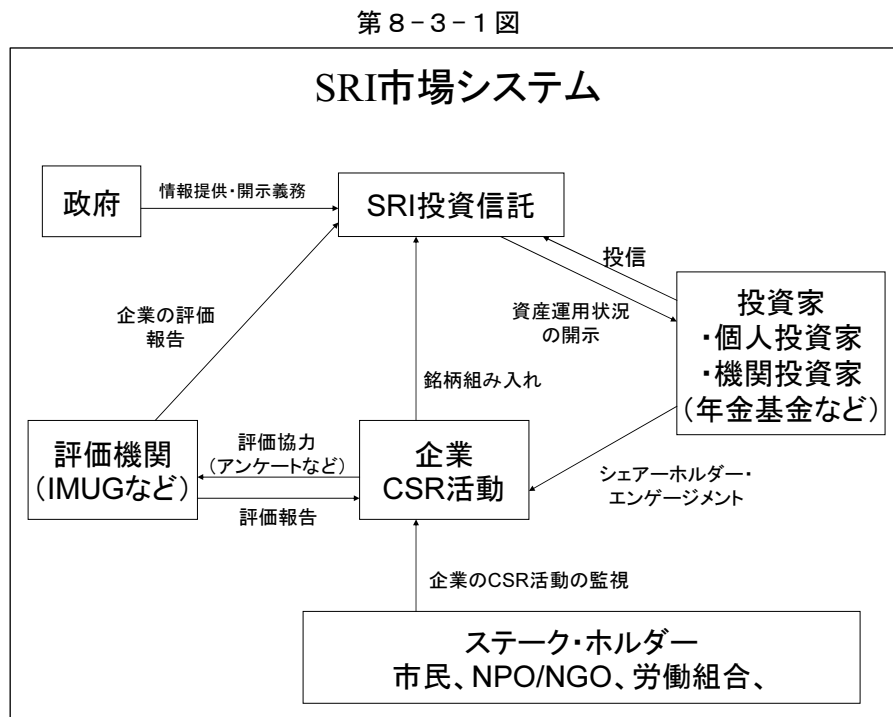 第８-３-１図
SRI市場システム
政府
情報提供・開示義務
SRI投資信託
投信
企業の評価
報告
資産運用状況
の開示
投資家
・個人投資家
・機関投資家
（年金基金など）
銘柄組み入れ
評価機関
（IMUGなど）
評価協力
（アンケートなど）
評価報告
企業
CSR活動
シェアーホルダー・
エンゲージメント
企業のCSR活動の監視
ステーク・ホルダー
市民、NPO/NGO、労働組合、